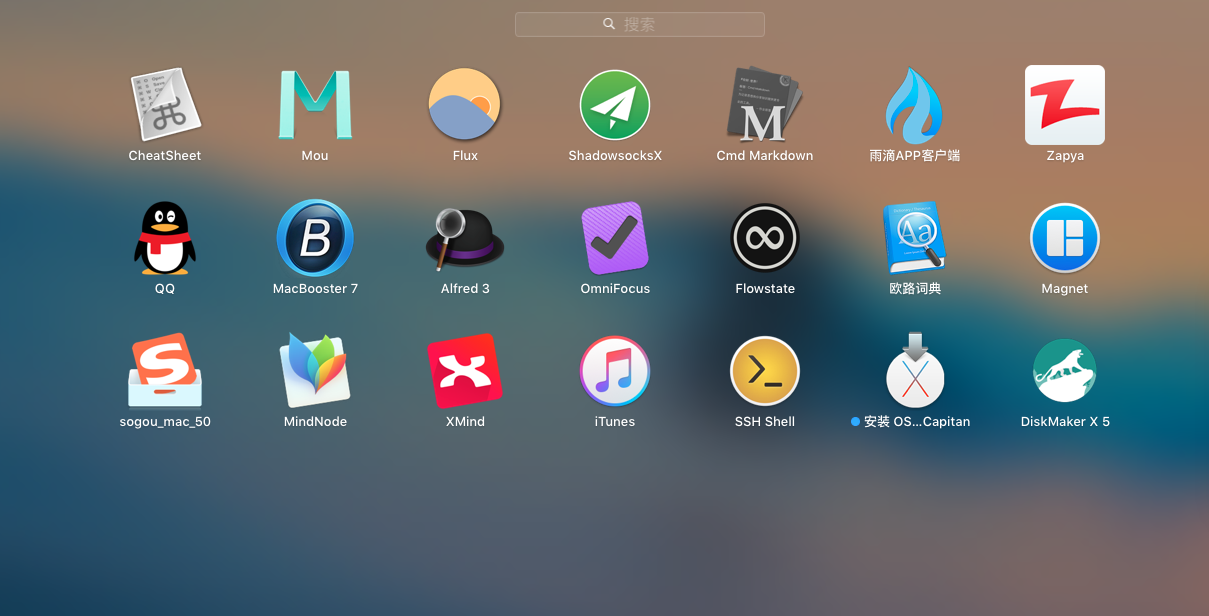 搜索
CheatSheet
Mou
Flux
ShadowsocksX
Cmd Markdown
雨滴APP客户端
Zapya
QQ
MacBooster 7
Alfred 3
OmniFocus
Flowstate
欧路词典
Magnet
sogou_mac_50
MindNode
XMind
iTunes
SSH Shell
安装 OS...Capitan
DiskMaker X 5